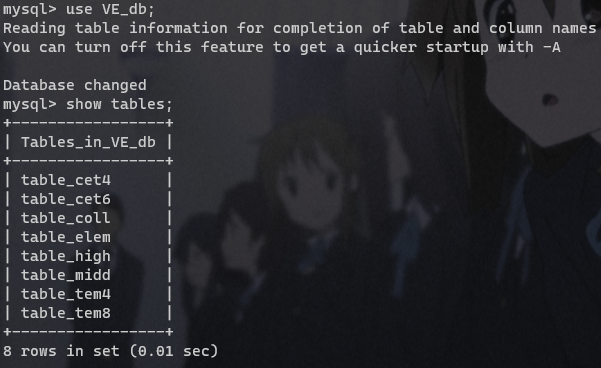 mysql> use VE_db;
Reading table information for completion of table and column names
You can turn off this feature to get a quicker startup with -A
Database changed
mysql> show tables;
+-----------------+
| Tables_in_VE_db |
+-----------------+
| table_cet4      |
| table_cet6      |
| table_coll      |
| table_elem      |
| table_high      |
| table_midd      |
| table_tem4      |
| table_tem8      |
+-----------------+
8 rows in set (0.01 sec)